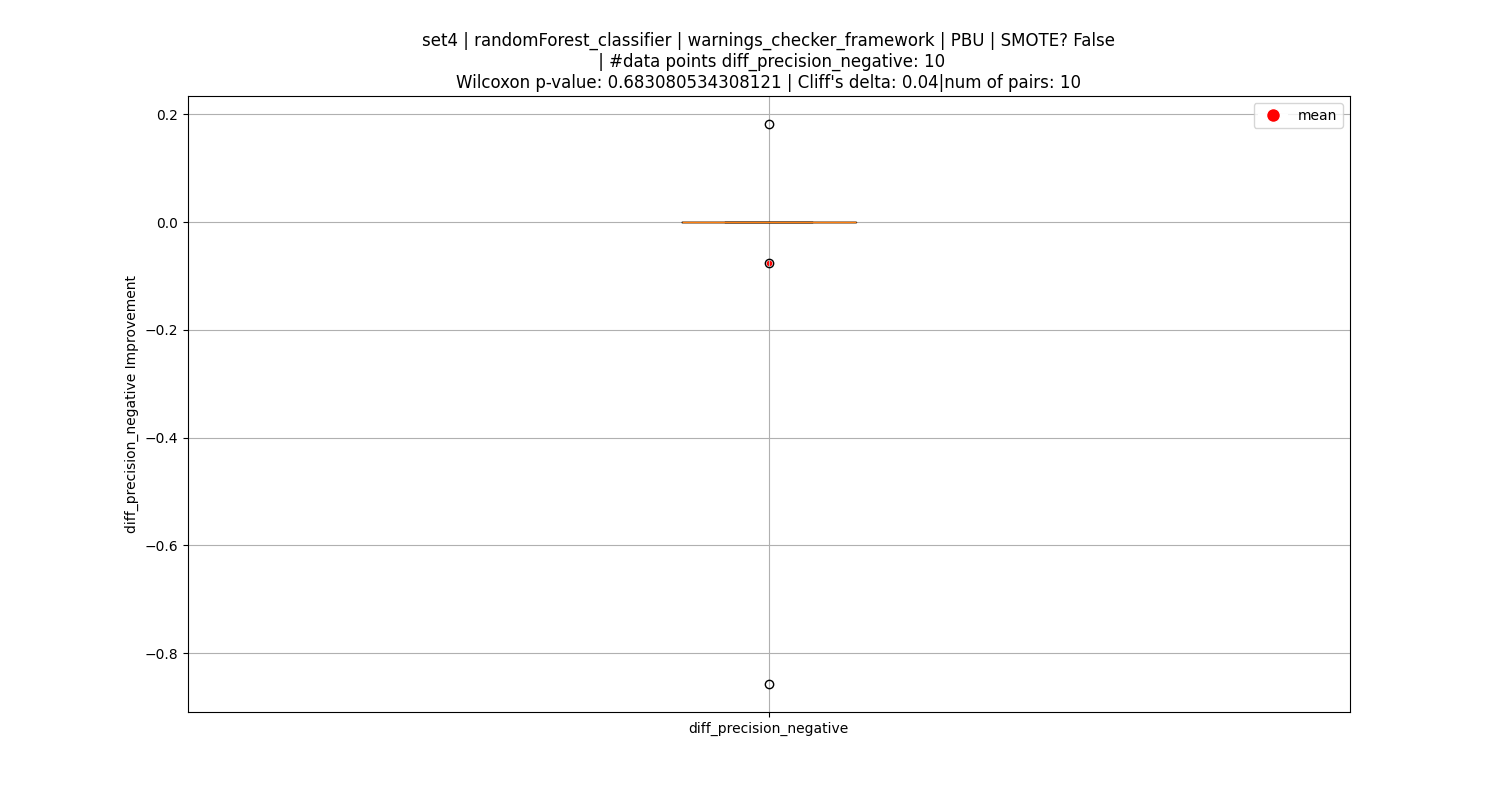 set4 | randomForest_classifier | warnings_checker_framework | PBU | SMOTE? False
| #data points diff_precision_negative: 10
Wilcoxon p-value: 0.683080534308121 | Cliff's delta: 0.04|num of pairs: 10
mean
0.2
0.0
−0.2
−0.4
−0.6
−0.8
diff_precision_negative Improvement
diff_precision_negative